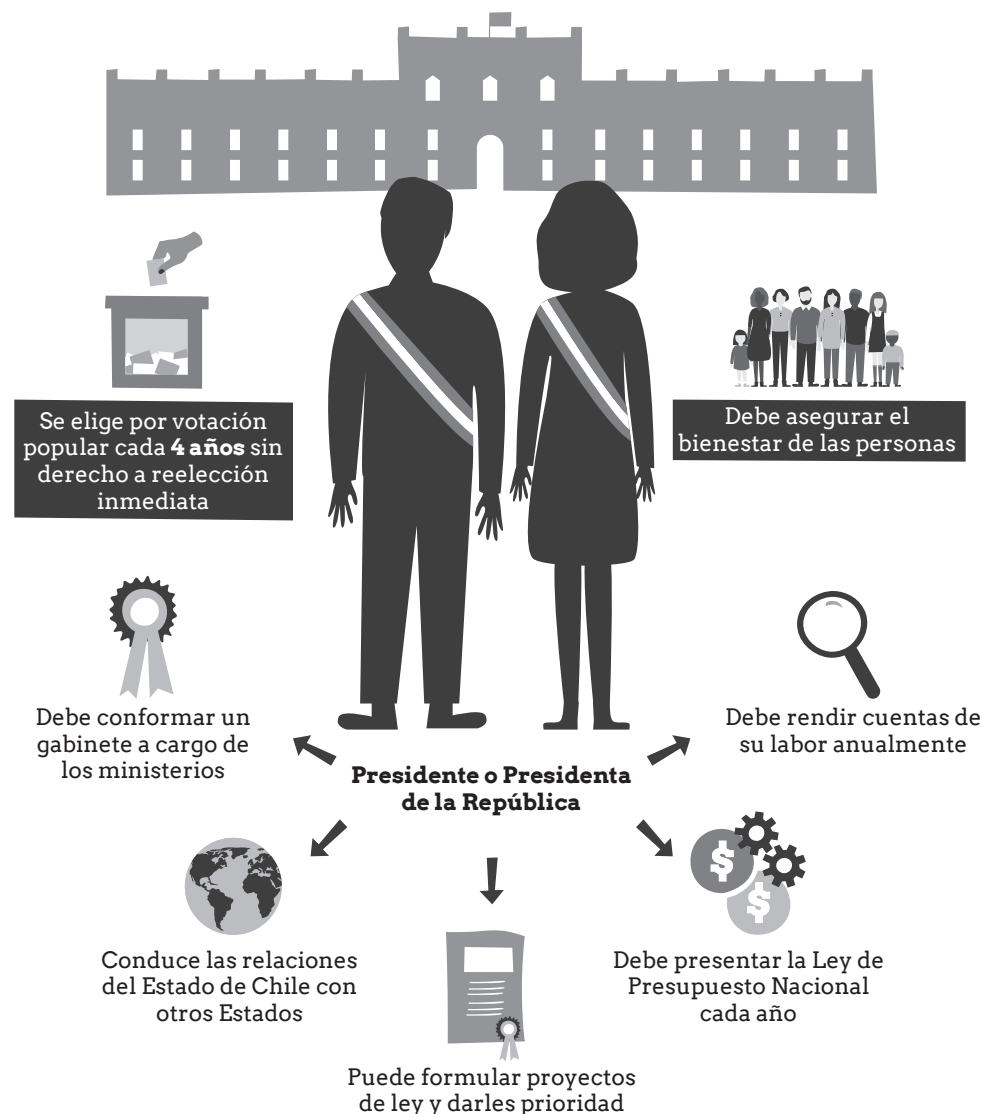 Se elige por votación
popular cada 4 años sin
derecho a reelección
inmediata
Debe asegurar el
bienestar de las personas
Debe conformar un
gabinete a cargo de
los ministerios
Debe rendir cuentas de
su labor anualmente
Presidente o Presidenta
de la República
$
$
Conduce las relaciones
del Estado de Chile con
otros Estados
Debe presentar la Ley de
Presupuesto Nacional
cada año
Puede formular proyectos
de ley y darles prioridad